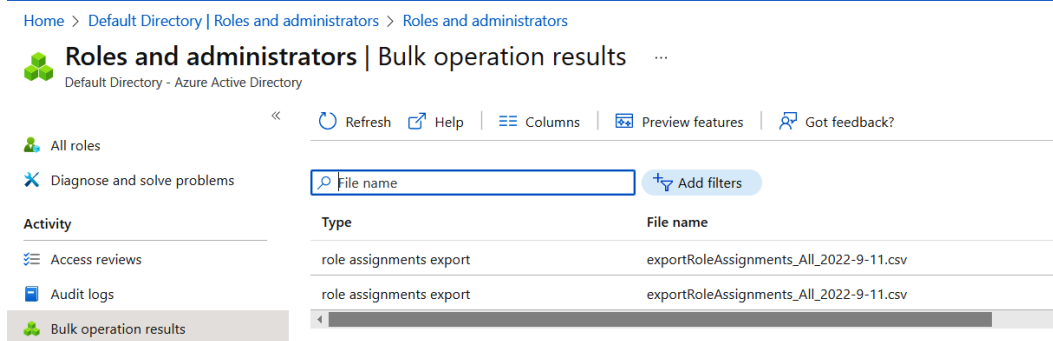 Home > Default Directory | Roles and administrators > Roles and administrators
Roles and administrators | Bulk operation results ...
Default Directory - Azure Active Directory
« Refresh Help Columns Preview features Got feedback?
All roles
Diagnose and solve problems
File name Add filters
Activity
Type File name
Access reviews
role assignments export exportRoleAssignments_All_2022-9-11.csv
Audit logs
role assignments export exportRoleAssignments_All_2022-9-11.csv
Bulk operation results